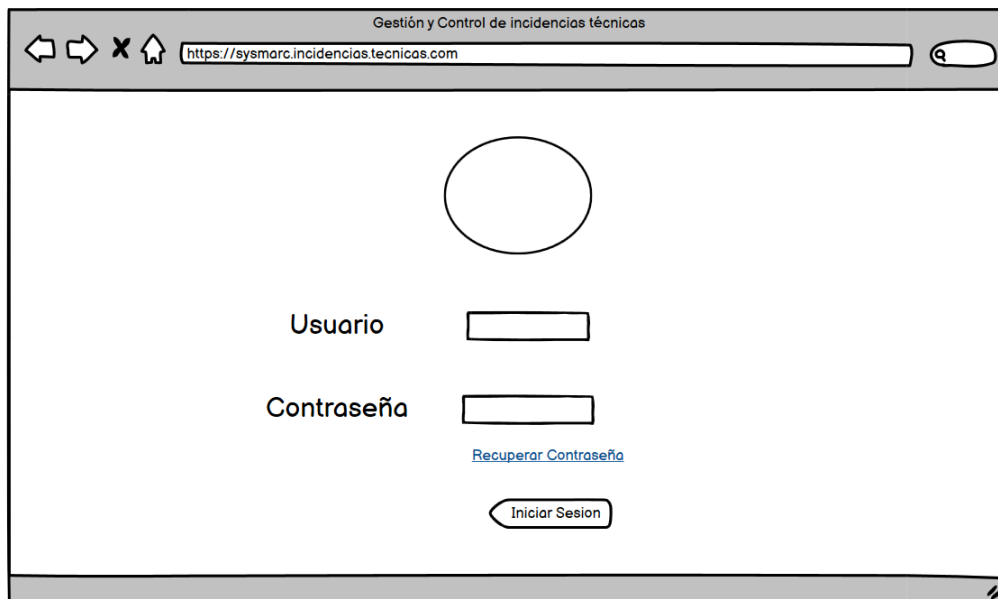 Gestión y Control de incidencias técnicas
https://sysmarc.incidencias.tecnicas.com
Usuario
Contraseña
Recuperar Contraseña
Iniciar Sesion